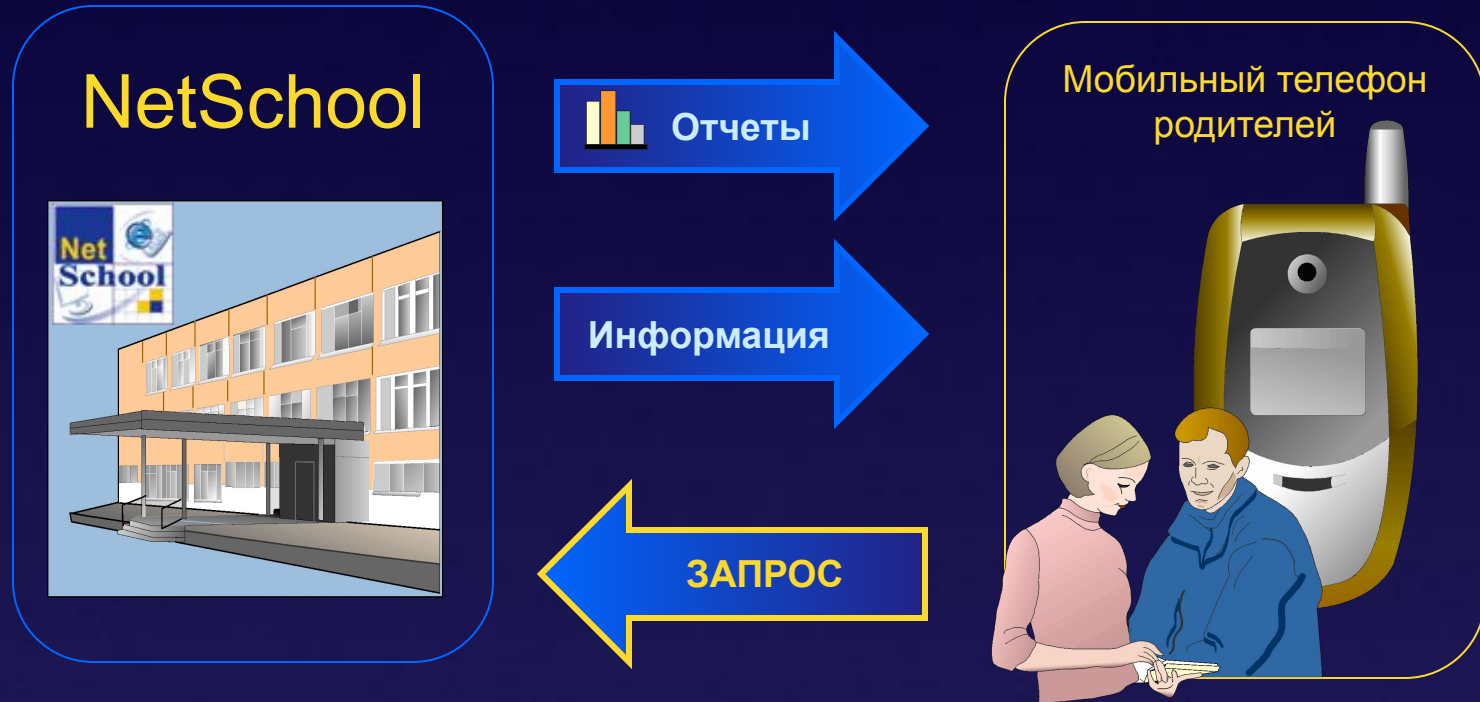 NetSchool
Net
School
Отчеты
Информация
ЗАПРОС
Мобильный телефон
родителей